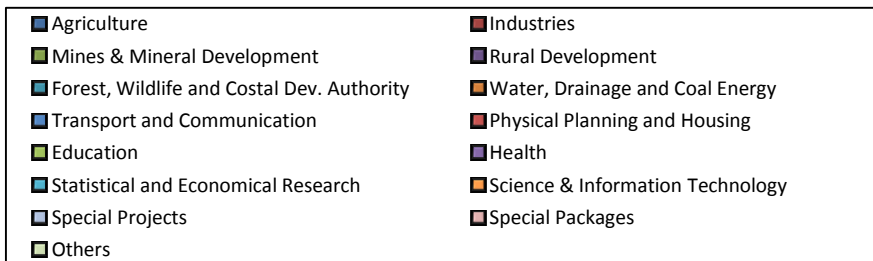 Agriculture
Industries
Mines & Mineral Development
Rural Development
Forest, Wildlife and Costal Dev. Authority
Water, Drainage and Coal Energy
Transport and Communication
Physical Planning and Housing
Education
Health
Statistical and Economical Research
Science & Information Technology
Special Projects
Special Packages
Others